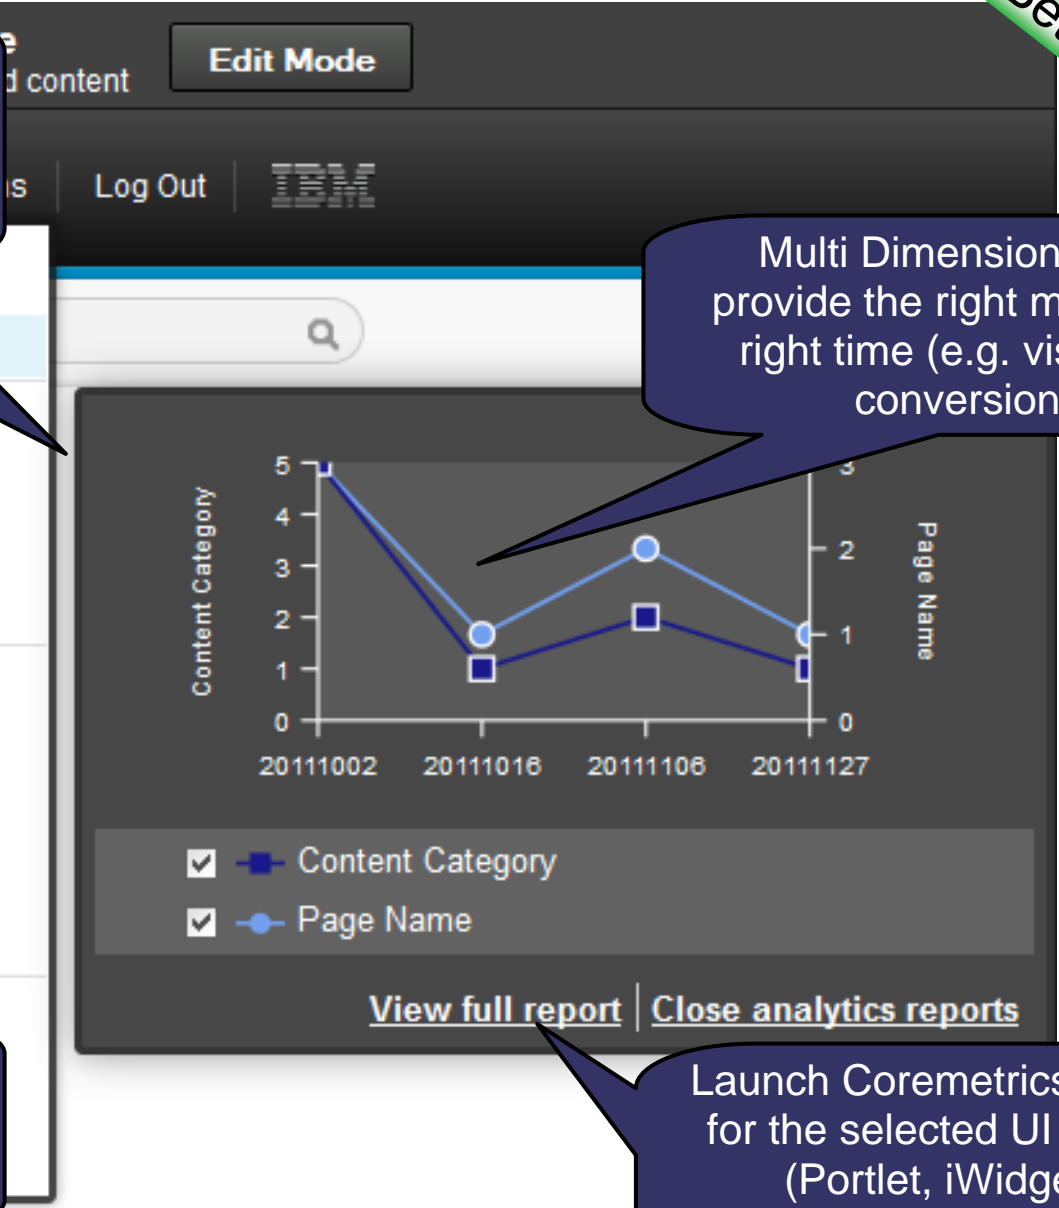 d content
Edit Mode
Log Out
IBM
Multi Dimension
provide the right m
right time (e.g. vis
conversion
Content Category
5
4
3
2
1
0
3
2
1
0
Page Name
20111002 20111016 20111106 20111127
Content Category
Page Name
View full report | Close analytics reports
Launch Coremetrics
for the selected UI
(Portlet, iWidge